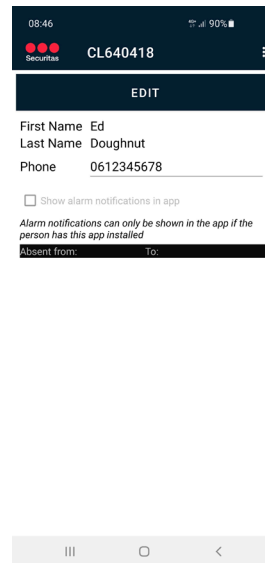 08:46
4G+ 90%
Securitas
CL640418
EDIT
First Name Ed
Last Name Doughnut
Phone 0612345678
Show alarm notifications in app
Alarm notifications can only be shown in the app if the
person has this app installed
Absent from: To: